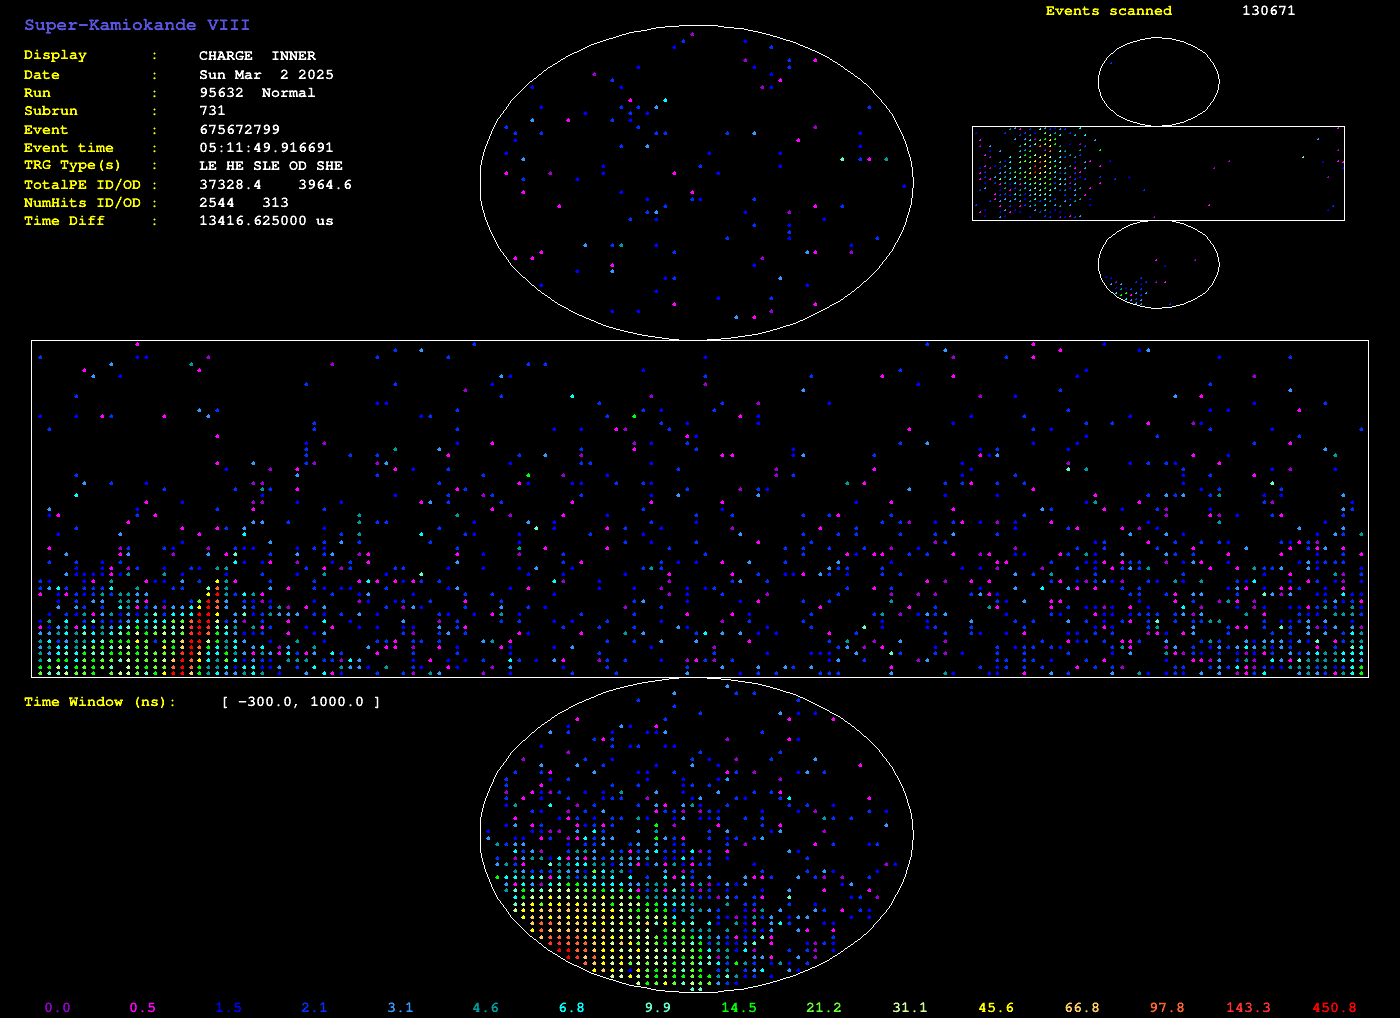 Super-Kamiokande VIII
Events scanned 130671
Display : CHARGE INNER
Date : Sun Mar 2 2025
Run : 95632 Normal
Subrun : 731
Event : 675672799
Event time : 05:11:49.916691
TRG Type(s) : LE HE SLE OD SHE
TotalPE ID/OD : 37328.4 3964.6
NumHits ID/OD : 2544 313
Time Diff : 13416.625000 us
Time Window (ns): [ -300.0, 1000.0 ]
0.0 0.5 1.5 2.1 3.1 4.6 6.8 9.9 14.5 21.2 31.1 45.6 66.8 97.8 143.3 450.8